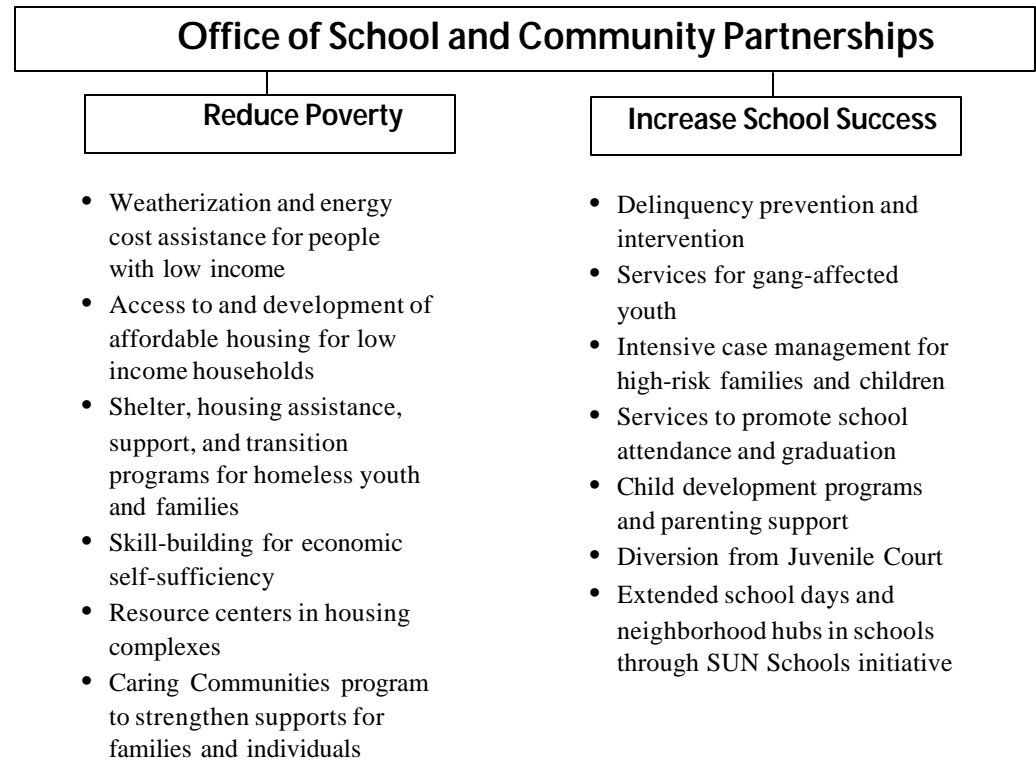 Office of School and Community Partnerships
Reduce Poverty
• Weatherization and energy
cost assistance for people
with low income
• Access to and development of
affordable housing for low
income households
• Shelter, housing assistance,
support, and transition
programs for homeless youth
and families
• Skill-building for economic
self-sufficiency
• Resource centers in housing
complexes
• Caring Communities program
to strengthen supports for
families and individuals
Increase School Success
• Delinquency prevention and
intervention
• Services for gang-affected
youth
• Intensive case management for
high-risk families and children
• Services to promote school
attendance and graduation
• Child development programs
and parenting support
• Diversion from Juvenile Court
• Extended school days and
neighborhood hubs in schools
through SUN Schools initiative